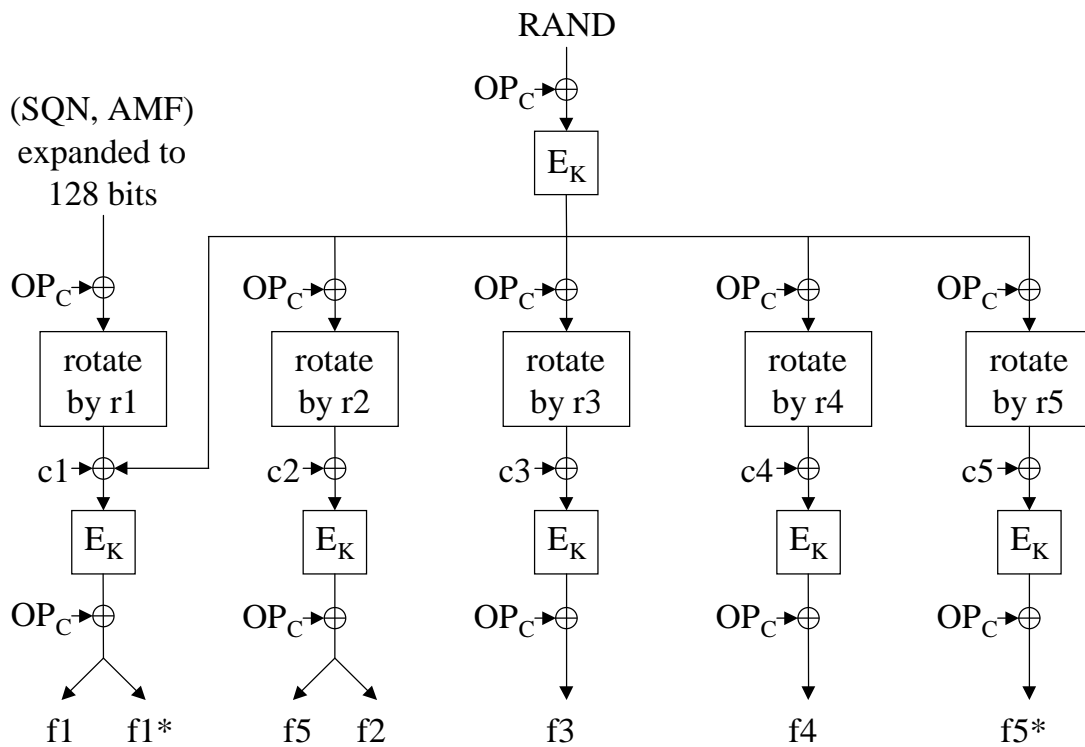 RAND
OP_C
(SQN, AMF)
expanded to
128 bits
E_K
OP_C OP_C OP_C OP_C OP_C
rotate rotate rotate rotate rotate
by r1 by r2 by r3 by r4 by r5
c1 c2 c3 c4 c5
E_K E_K E_K E_K E_K
OP_C OP_C OP_C OP_C OP_C
f1 f1* f5 f2 f3 f4 f5*